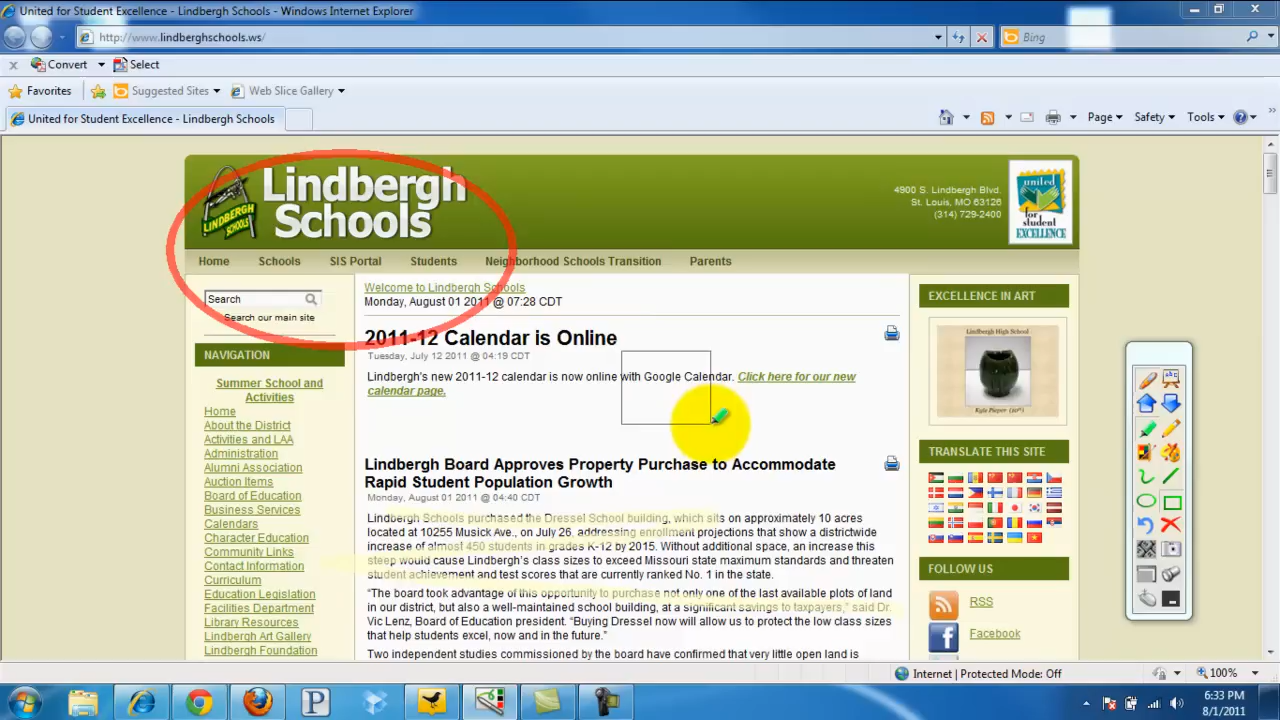 United for Student Excellence - Lindbergh Schools - Windows Internet Explorer
http://www.lindberghschools.ws/
Bing
Convert
Select
Favorites
Suggested Sites
Web Slice Gallery
United for Student Excellence - Lindbergh Schools
Page
Safety
Tools
LINDBERGH
SCHOOLS
Lindbergh
Schools
4900 S. Lindbergh Blvd.
St. Louis, MO 63126
(314) 729-2400
united
for
student
EXCELLENCE
Home
Schools
SIS Portal
Students
Neighborhood Schools Transition
Parents
Search
Search our main site
NAVIGATION
Summer School and
Activities
Home
About the District
Activities and LAA
Administration
Alumni Association
Auction Items
Board of Education
Business Services
Calendars
Character Education
Community Links
Contact Information
Curriculum
Education Legislation
Facilities Department
Library Resources
Lindbergh Art Gallery
Lindbergh Foundation
Welcome to Lindbergh Schools
Monday, August 01 2011 @ 07:28 CDT
2011-12 Calendar is Online
Tuesday, July 12 2011 @ 04:19 CDT
Lindbergh's new 2011-12 calendar is now online with Google Calendar. Click here for our new
calendar page.
Lindbergh Board Approves Property Purchase to Accommodate
Rapid Student Population Growth
Monday, August 01 2011 @ 04:40 CDT
Lindbergh Schools purchased the Dressel School building, which sits on approximately 10 acres
located at 10255 Musick Ave., on July 26, addressing enrollment projections that show a districtwide
increase of almost 450 students in grades K-12 by 2015. Without additional space, an increase this
steep would cause Lindbergh's class sizes to exceed Missouri state maximum standards and threaten
student achievement and test scores that are currently ranked No. 1 in the state.
“The board took advantage of this opportunity to purchase not only one of the last available plots of land
in our district, but also a well-maintained school building, at a significant savings to taxpayers,” said Dr.
Vic Lenz, Board of Education president. “Buying Dressel now will allow us to protect the low class sizes
that help students excel, now and in the future.”
Two independent studies commissioned by the board have confirmed that very little open land is
EXCELLENCE IN ART
Lindbergh High School
Kyle Pieper (10th)
TRANSLATE THIS SITE
FOLLOW US
RSS
Facebook
Internet | Protected Mode: Off
100%
6:33 PM
8/1/2011